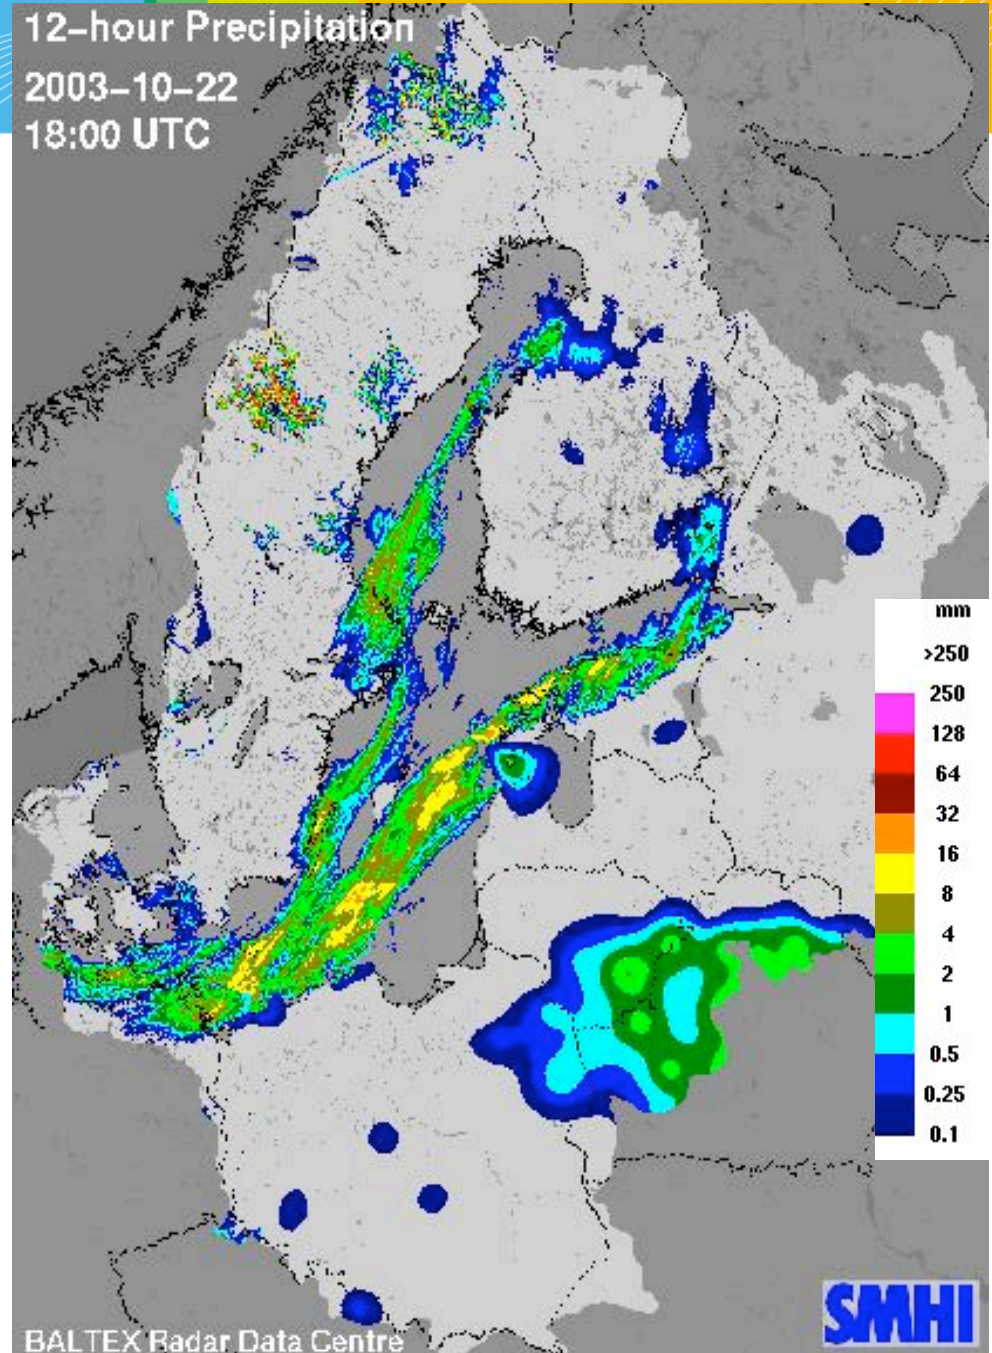 12-hour Precipitation
2003-10-22
18:00 UTC
mm
>250
250
128
64
32
16
8
4
2
1
0.5
0.25
0.1
SMHI
BALTEX Radar Data Centre